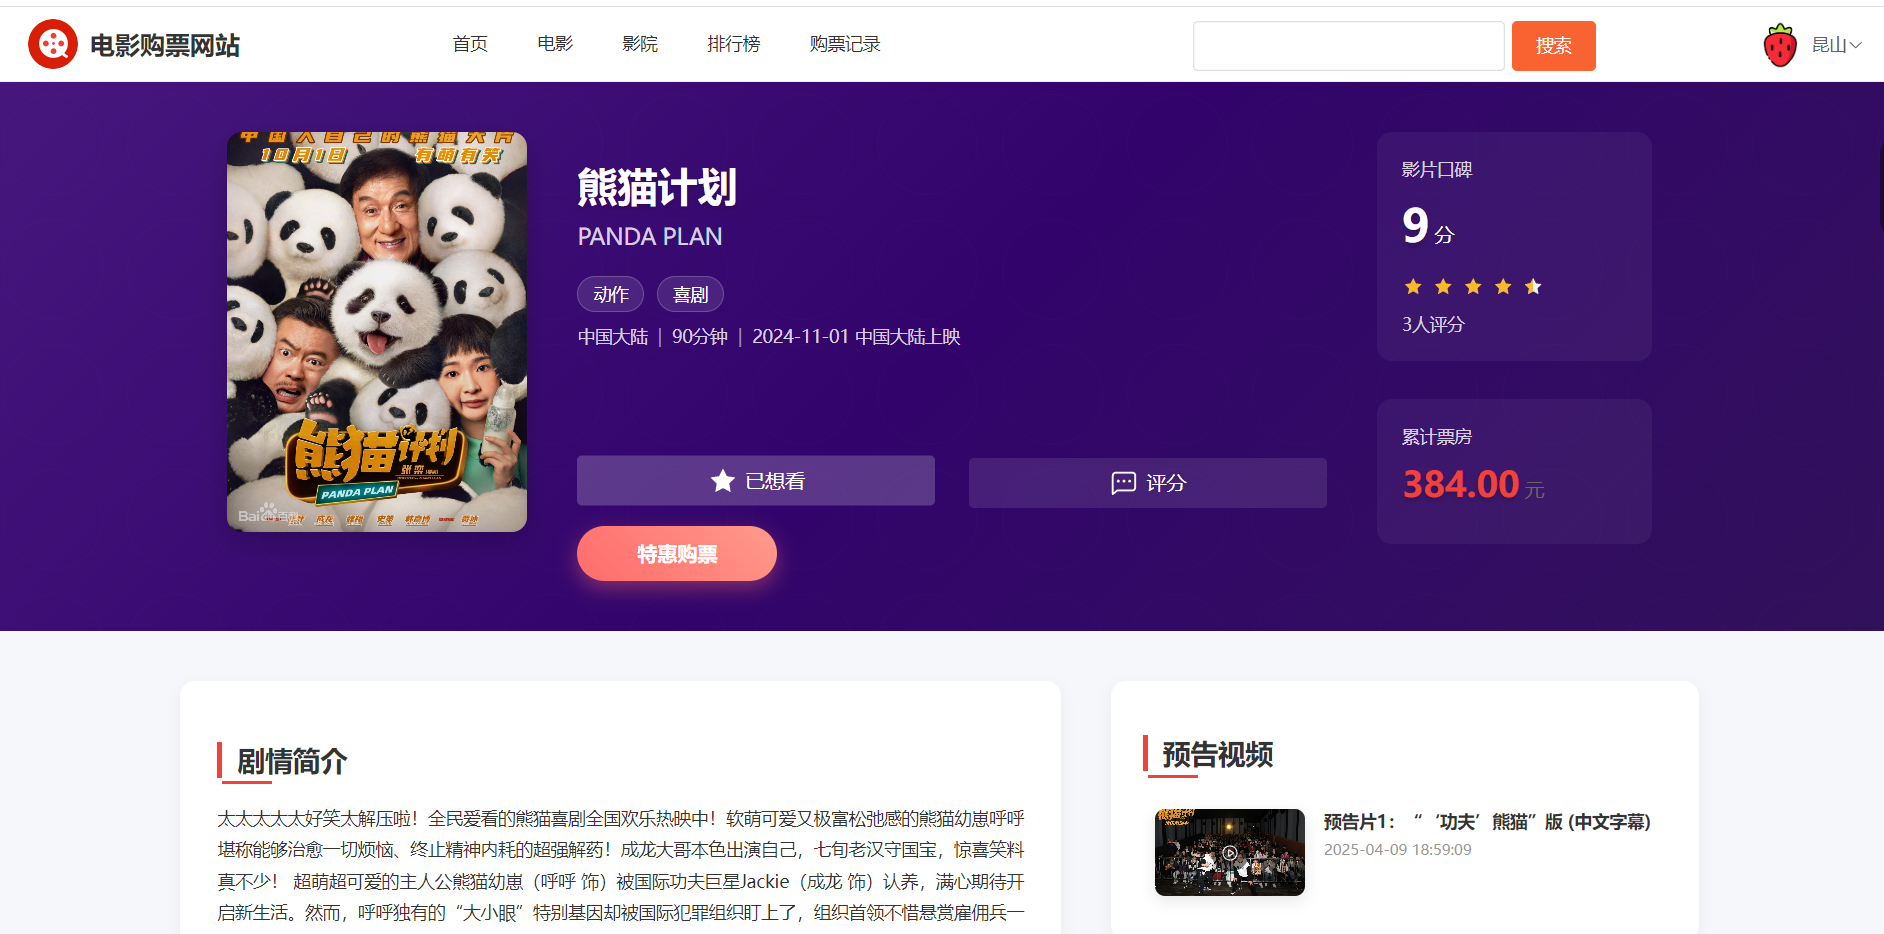 电影购票网站
首页
电影
影院
排行榜
购票记录
搜索
昆山
中国人自己的熊猫大片
10月1日 有萌有笑
熊猫计划
张栾
PANDA PLAN
Bai百科
熊猫计划
PANDA PLAN
动作
喜剧
中国大陆 | 90分钟 | 2024-11-01 中国大陆上映
已想看
评分
特惠购票
影片口碑
9分
3人评分
累计票房
384.00元
剧情简介
太太太太太好笑太解压啦！全民爱看的熊猫喜剧全国欢乐热映中！软萌可爱又极富松弛感的熊猫幼崽呼呼
堪称能够治愈一切烦恼、终止精神内耗的超强解药！成龙大哥本色出演自己，七旬老汉守国宝，惊喜笑料
真不少！ 超萌超可爱的主人公熊猫幼崽（呼呼 饰）被国际功夫巨星Jackie（成龙 饰）认养，满心期待开
启新生活。然而，呼呼独有的“大小眼”特别基因却被国际犯罪组织盯上了，组织首领不惜悬赏雇佣兵一
预告视频
预告片1：“‘功夫’熊猫”版 (中文字幕)
2025-04-09 18:59:09